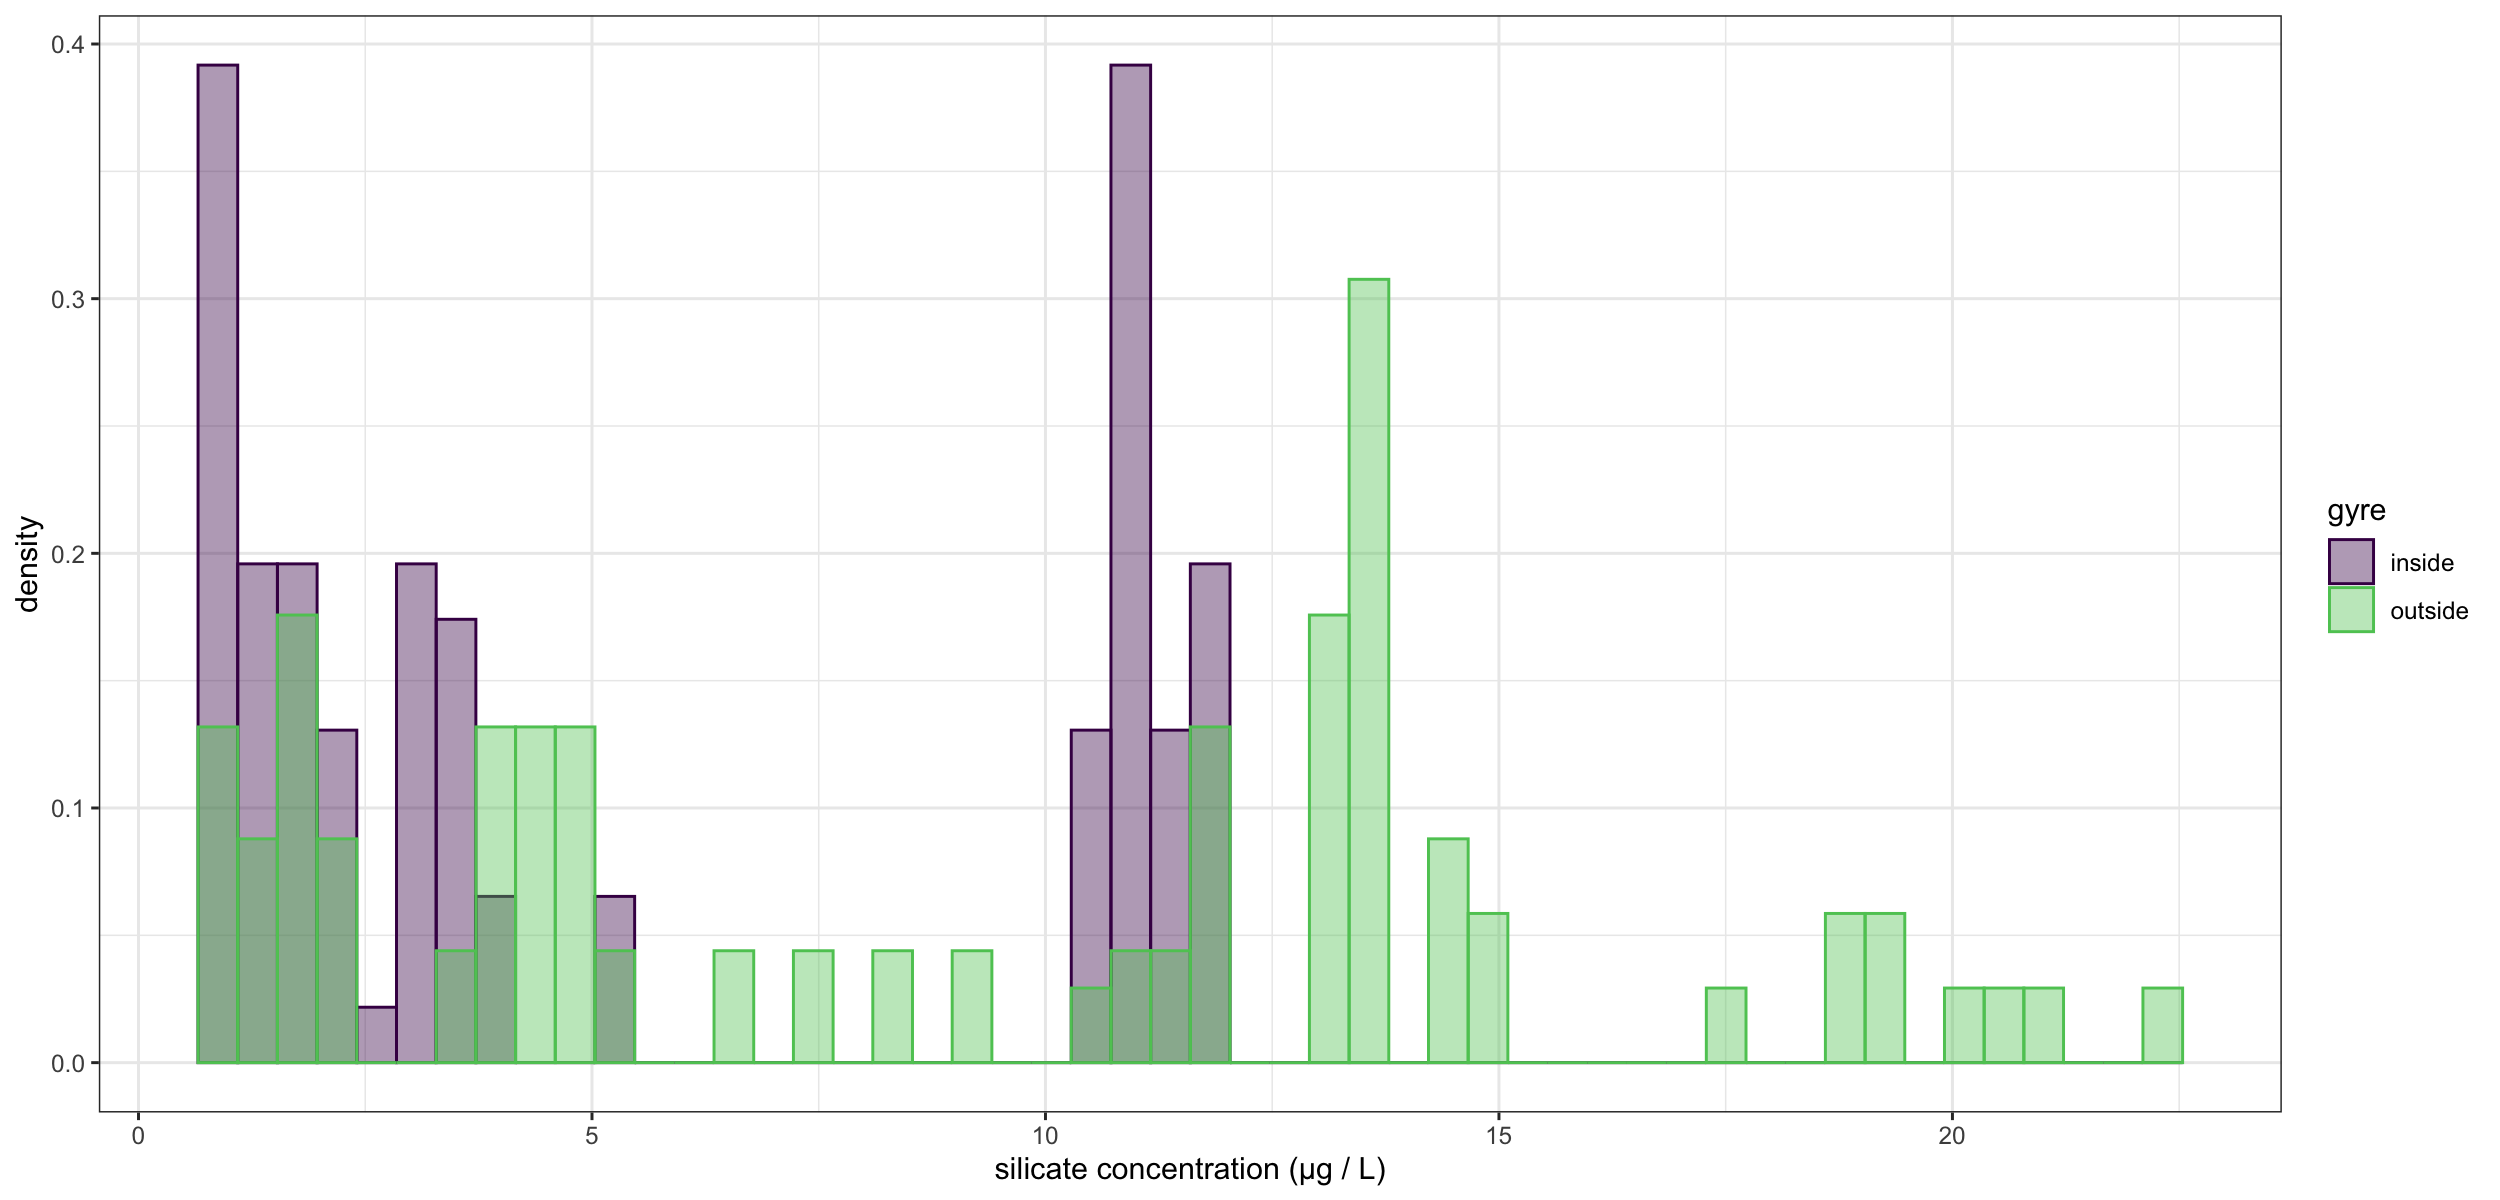 0.4
0.3
0.2
0.1
0.0
density
0
5
10
15
20
silicate concentration (µg / L)
gyre
inside
outside